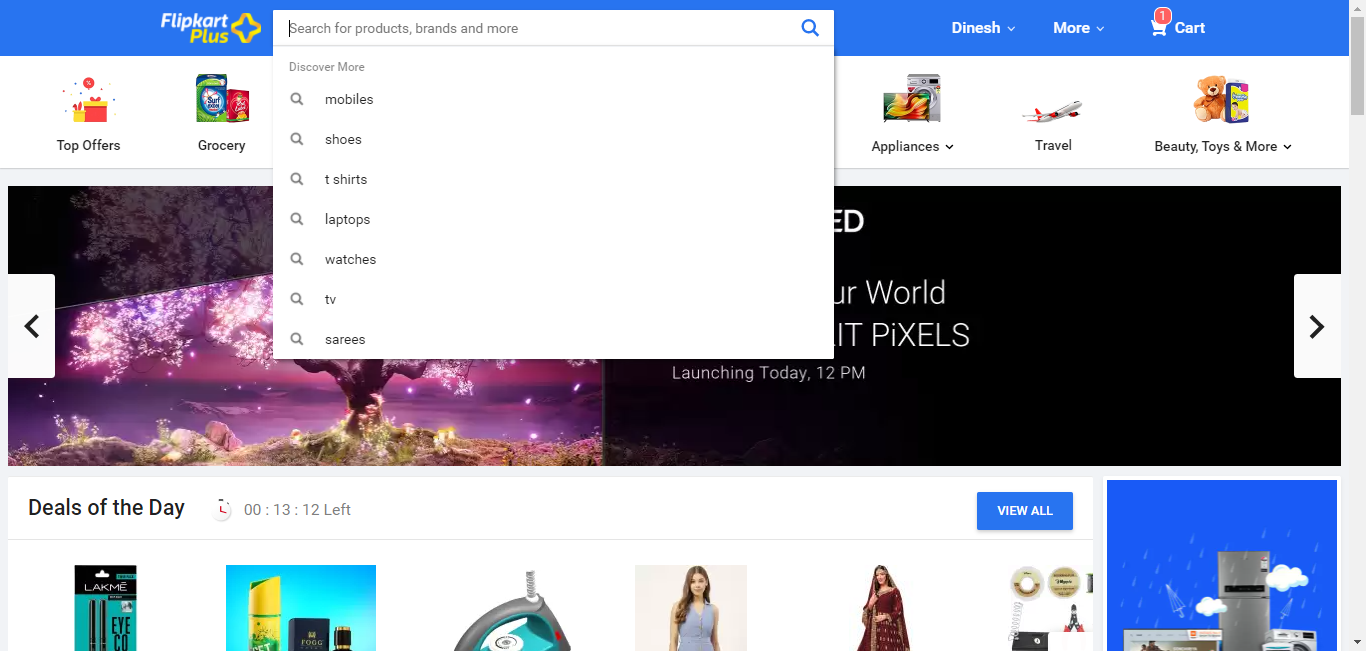 Flipkart
Plus
Search for products, brands and more
Dinesh
More
1
Cart
Discover More
mobiles
shoes
t shirts
laptops
watches
tv
sarees
Top Offers
Grocery
Appliances
Travel
Beauty, Toys & More
ED
ur World
IT PiXELS
Launching Today, 12 PM
Deals of the Day
00 : 13 : 12 Left
VIEW ALL
LAKMÉ
EYE
CO
FOGG
Surf
excel